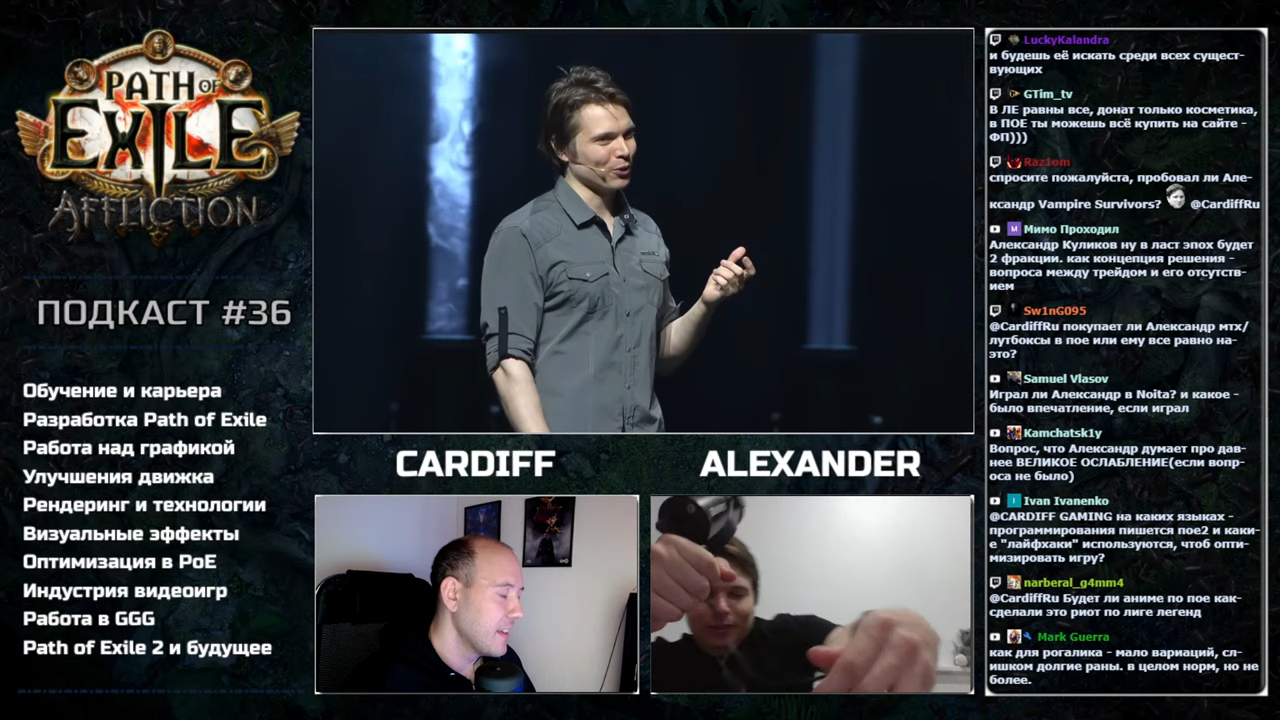 PATH OF
EXILE
AFFLICTION
ПОДКАСТ #36
Обучение и карьера
Разработка Path of Exile
Работа над графикой
Улучшения движка
Рендеринг и технологии
Визуальные эффекты
Оптимизация в PoE
Индустрия видеоигр
Работа в GGG
Path of Exile 2 и будущее
CARDIFF
ALEXANDER
LuckyKalandra
и будешь её искать среди всех сущест-
вующих
GTim_tv
В ЛЕ равны все, донат только косметика,
в ПОЕ ты можешь всё купить на сайте -
ФП)))
Raz1om
спросите пожалуйста, пробовал ли Але-
ксандр Vampire Survivors? @CardiffRu
М Мимо Проходил
Александр Куликов ну в ласт эпох будет
2 фракции. как концепция решения -
вопроса между трейдом и его отсутств-
ием
Sw1nG095
@CardiffRu покупает ли Александр мтх/
лутбоксы в пое или ему все равно на-
это?
Samuel Vlasov
Играл ли Александр в Noita? и какое -
было впечатление, если играл
Kamchatsk1y
Вопрос, что Александр думает про дав-
нее ВЕЛИКОЕ ОСЛАБЛЕНИЕ(если вопр-
оса не было)
I Ivan Ivanenko
@CARDIFF GAMING на каких языках -
программирования пишется пое2 и каки-
е "лайфхаки" используются, чтоб опти-
мизировать игру?
narberal_g4mm4
@CardiffRu Будет ли аниме по пое как-
сделали это риот по лиге легенд
Mark Guerra
как для рогалика - мало вариаций, сл-
ишком долгие раны. в целом норм, но не
более.